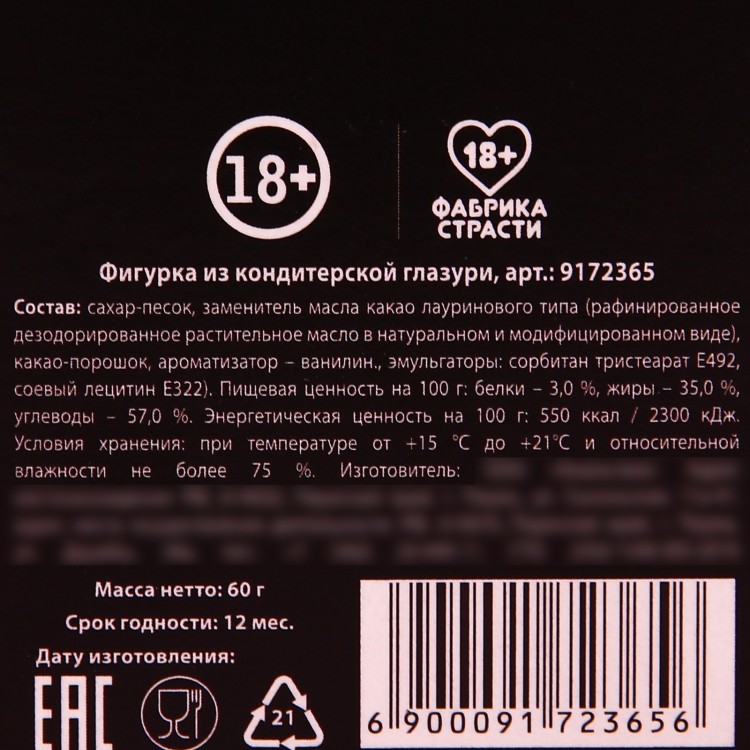 18+
18+
ФАБРИКА
СТРАСТИ
Фигурка из кондитерской глазури, арт.: 9172365
Состав: сахар-песок, заменитель масла какао лауринового типа (рафинированное
дезодорированное растительное масло в натуральном и модифицированном виде),
какао-порошок, ароматизатор – ванилин., эмульгаторы: сорбитан тристеарат Е492,
соевый лецитин Е322). Пищевая ценность на 100 г: белки – 3,0 %, жиры – 35,0 %,
углеводы – 57,0 %. Энергетическая ценность на 100 г: 550 ккал / 2300 кДж.
Условия хранения: при температуре от +15 °С до +21°С и относительной
влажности не более 75 %. Изготовитель:
Масса нетто: 60 г
Срок годности: 12 мес.
Дату изготовления:
ЕАС
21
6 900091 723656